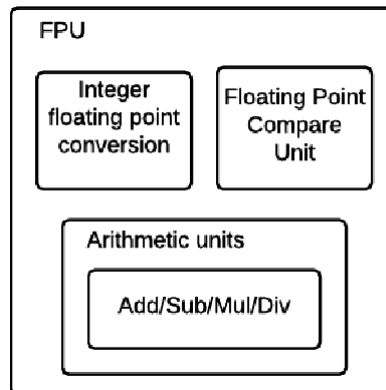 FPU
Integer
floating point
conversion
Floating Point
Compare
Unit
Arithmetic units
Add/Sub/Mul/Div